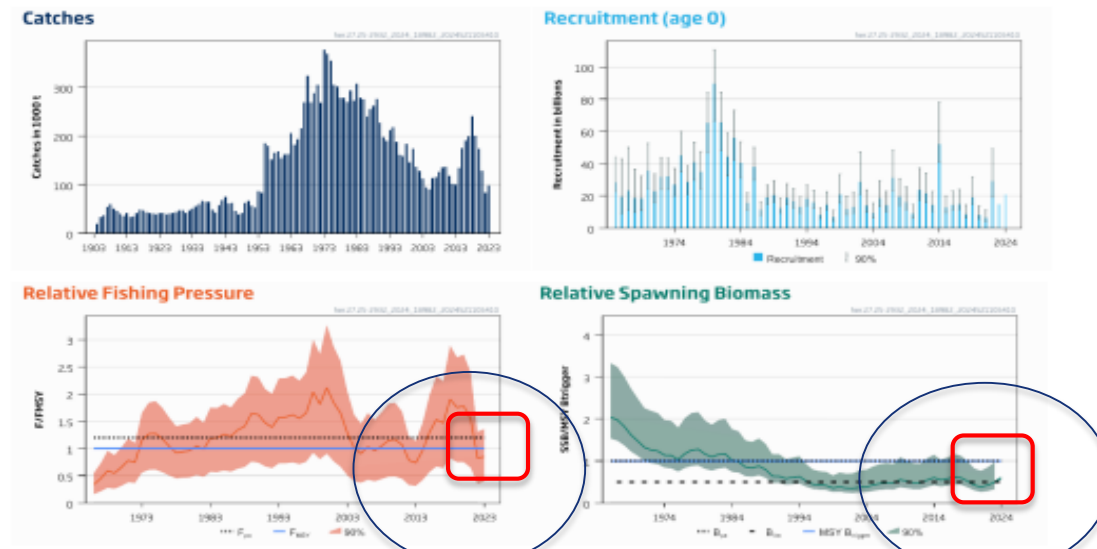 Catches
Recruitment (age 0)
Catches in 1000 t
300
200
100
0
1903 1913 1923 1933 1943 1953 1963 1973 1983 1993 2003 2013 2023
Recruitment in billions
100
80
60
40
20
0
1974 1984 1994 2004 2014 2024
Recruitment 90%
Relative Fishing Pressure
Relative Spawning Biomass
F/FMSY
3
2.5
2
1.5
1
0.5
0
1973 1983 1993 2003 2013 2023
FMSY 90%
SSB/MSY Btrigger
4
3
2
1
0
1974 1984 1994 2004 2014 2024
MSY Btrigger 90%